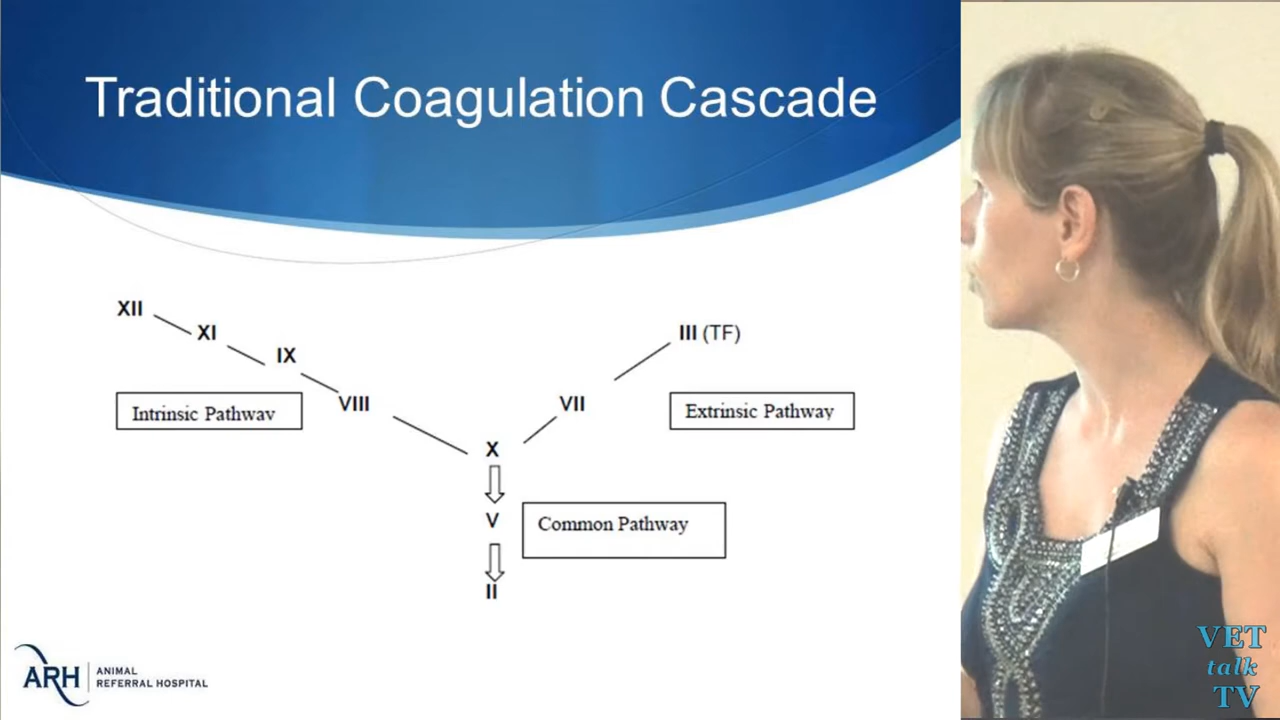 Traditional Coagulation Cascade
XII
XI
IX
VIII
Intrinsic Pathway
III (TF)
VII
Extrinsic Pathway
X
V
Common Pathway
II
ARH
ANIMAL
REFERRAL HOSPITAL
VET
talk
TV